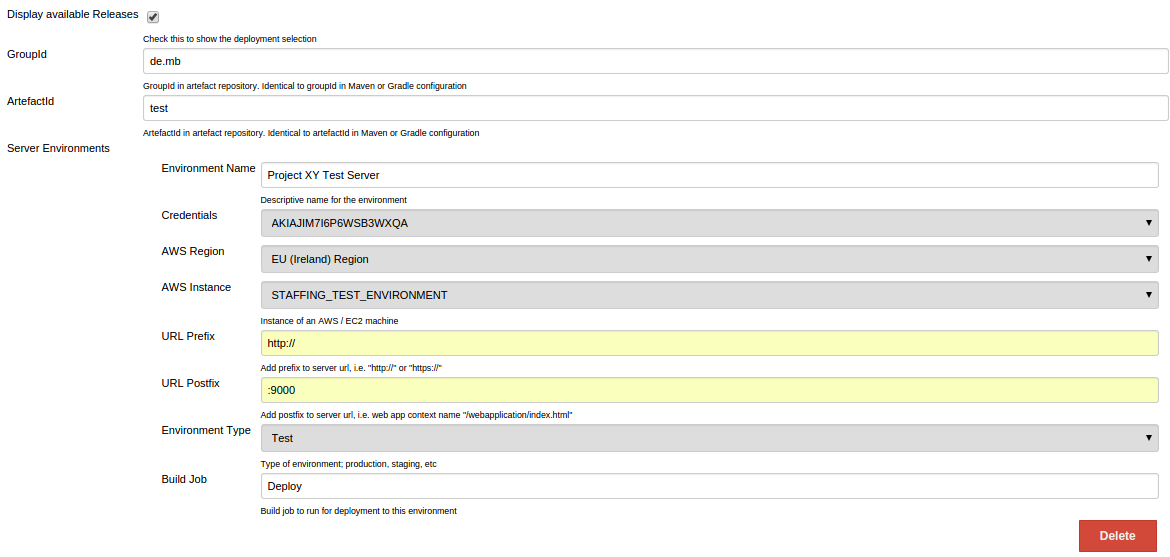 Display available Releases
Check this to show the deployment selection
GroupId
de.mb
GroupId in artefact repository. Identical to groupId in Maven or Gradle configuration
ArtefactId
test
ArtefactId in artefact repository. Identical to artefactId in Maven or Gradle configuration
Server Environments
Environment Name
Project XY Test Server
Descriptive name for the environment
Credentials
AKIAJIM7I6P6WSB3WXQA
AWS Region
EU (Ireland) Region
AWS Instance
STAFFING_TEST_ENVIRONMENT
Instance of an AWS / EC2 machine
URL Prefix
http://
Add prefix to server url, i.e. "http://" or "https://"
URL Postfix
:9000
Add postfix to server url, i.e. web app context name "/webapplication/index.html"
Environment Type
Test
Type of environment; production, staging, etc
Build Job
Deploy
Build job to run for deployment to this environment
Delete